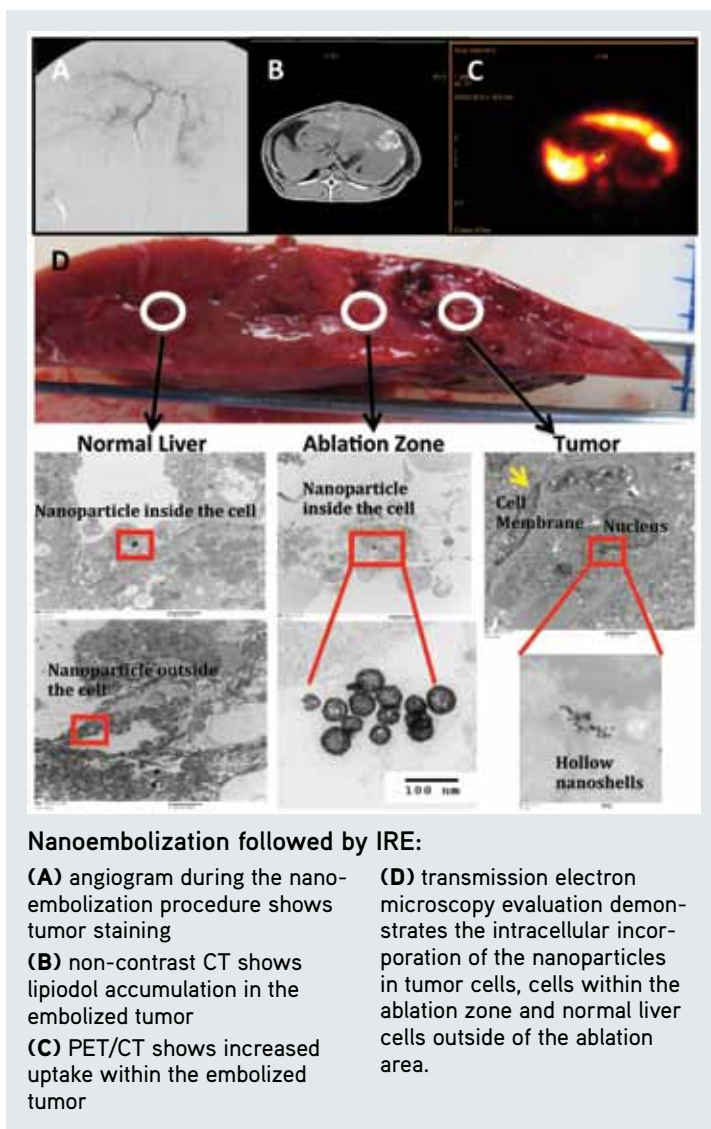 A
B
C
D
Normal Liver
Ablation Zone
Tumor
Nanoparticle inside the cell
Nanoparticle
inside the cell
Cell
Membrane
Nucleus
Nanoparticle outside
the cell
100 nm
Hollow
nanoshells
Nanoembolization followed by IRE:
(A) angiogram during the nano-
embolization procedure shows
tumor staining
(B) non-contrast CT shows
lipiodol accumulation in the
embolized tumor
(C) PET/CT shows increased
uptake within the embolized
tumor
(D) transmission electron
microscopy evaluation demon-
strates the intracellular incor-
poration of the nanoparticles
in tumor cells, cells within the
ablation zone and normal liver
cells outside of the ablation
area.